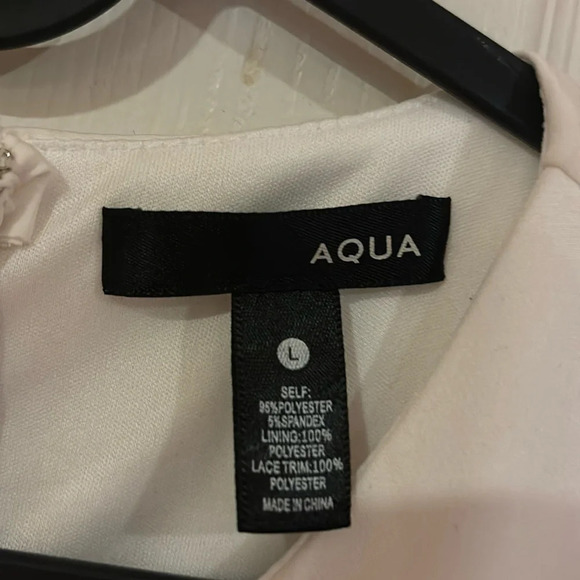 AQUA
L
SELF:
95%POLYESTER
5%SPANDEX
LINING:100%
POLYESTER
LACE TRIM:100%
POLYESTER
MADE IN CHINA